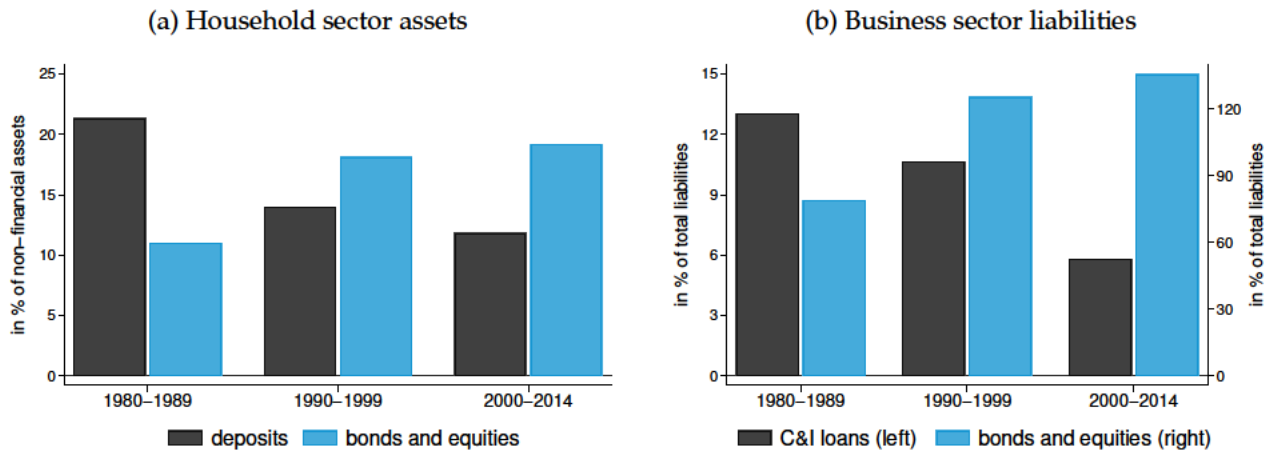 (a) Household sector assets
in % of non-financial assets
25
20
15
10
5
0
1980–1989
1990–1999
2000–2014
deposits
bonds and equities
(b) Business sector liabilities
in % of total liabilities
15
12
9
6
3
0
120
90
60
30
0
in % of total liabilities
1980–1989
1990–1999
2000–2014
C&I loans (left)
bonds and equities (right)